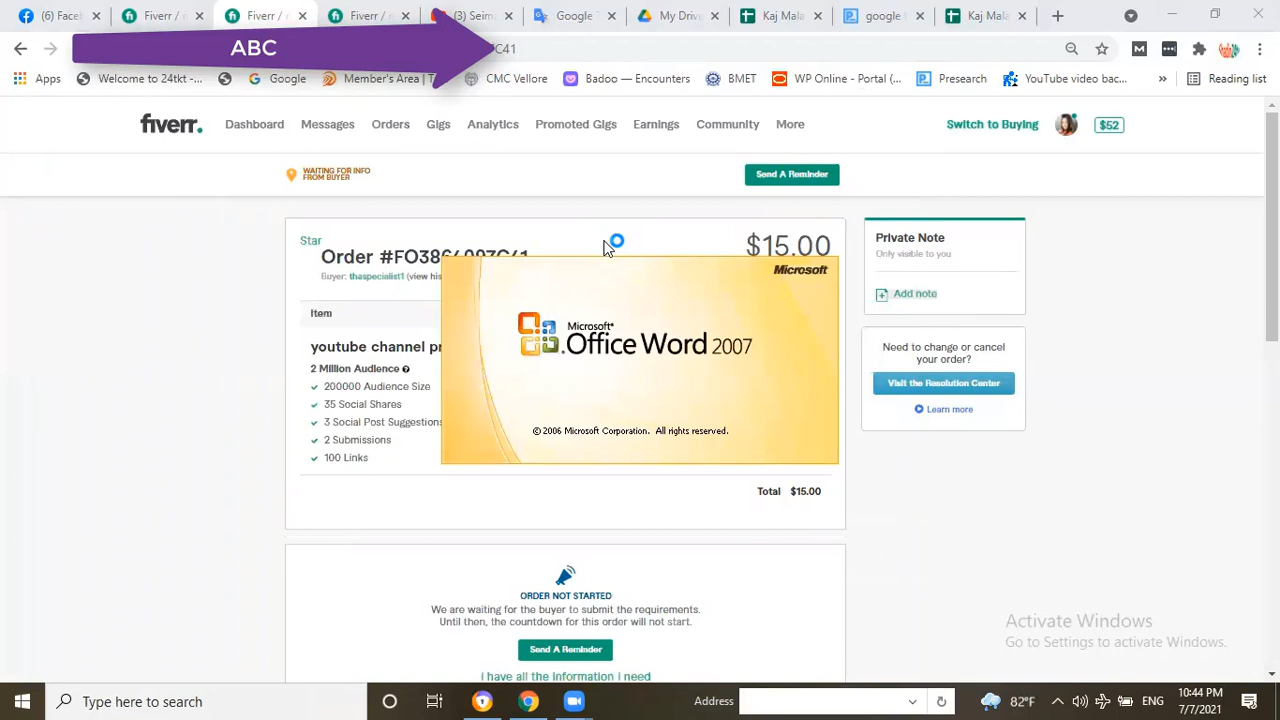 (5) Faceb
Fiverr /
Fiverr /
Fiverr /
(3) Seim
Google T
My Driv
Kaj Mala
google
Kaj Mal
ABC
C41
Apps
Welcome to 24tkt
Google
Member's Area | T
CMC Vellore
Badoo — Encounters
BMET
WP Online - Portal (...
Presearch
YouTube video bac...
»
Reading list
fiverr.
Dashboard
Messages
Orders
Gigs
Analytics
Promoted Gigs
Earnings
Community
More
Switch to Buying
$52
WAITING FOR INFO
FROM BUYER
Send A Reminder
Star
$15.00
Order #FO3864097C41
Buyer: thaspecialist1 (view his
Item
youtube channel pr
2 Million Audience
200000 Audience Size
35 Social Shares
3 Social Post Suggestions
2 Submissions
100 Links
Total $15.00
Microsoft
Microsoft®
Office Word 2007
© 2006 Microsoft Corporation. All rights reserved.
Private Note
Only visible to you
Add note
Need to change or cancel
your order?
Visit the Resolution Center
Learn more
ORDER NOT STARTED
We are waiting for the buyer to submit the requirements.
Until then, the countdown for this order will not start.
Send A Reminder
I have all the information I need
Activate Windows
Go to Settings to activate Windows.
Type here to search
Address
82°F
ENG
10:44 PM
7/7/2021